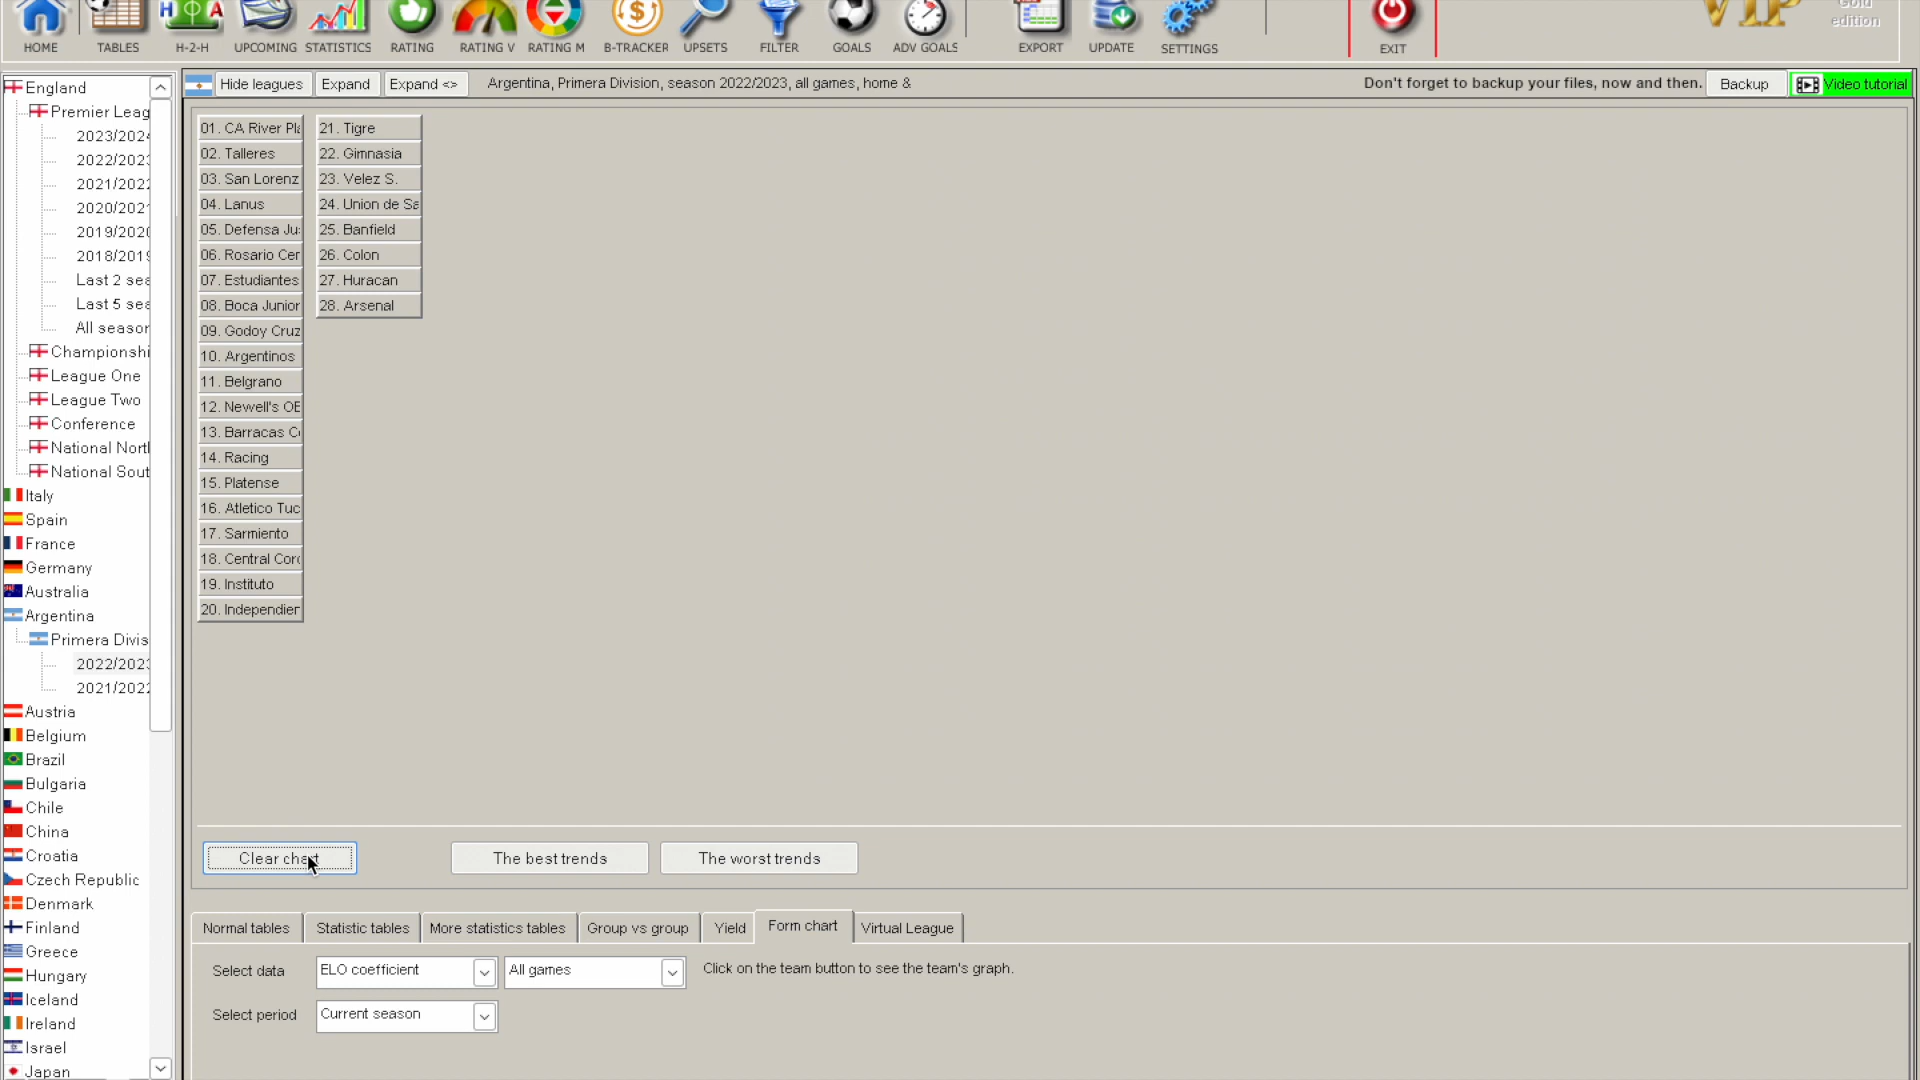 VIP
Gold
edition
HOME
TABLES
H-2-H
UPCOMING
STATISTICS
RATING
RATING V
RATING M
B-TRACKER
UPSETS
FILTER
GOALS
ADV GOALS
EXPORT
UPDATE
SETTINGS
EXIT
Hide leagues
Expand
Expand <>
Argentina, Primera Division, season 2022/2023, all games, home &
Don't forget to backup your files, now and then.
Backup
Video tutorial
England
Premier Leag
2023/2024
2022/2023
2021/2022
2020/2021
2019/2020
2018/2019
Last 2 sea
Last 5 sea
All season
Championshi
League One
League Two
Conference
National Nort
National Sout
Italy
Spain
France
Germany
Australia
Argentina
Primera Divis
2022/2023
2021/2022
Austria
Belgium
Brazil
Bulgaria
Chile
China
Croatia
Czech Republic
Denmark
Finland
Greece
Hungary
Iceland
Ireland
Israel
Japan
01. CA River Pla
02. Talleres
03. San Lorenz
04. Lanus
05. Defensa Ju
06. Rosario Cer
07. Estudiantes
08. Boca Junior
09. Godoy Cruz
10. Argentinos
11. Belgrano
12. Newell's OB
13. Barracas C
14. Racing
15. Platense
16. Atletico Tuc
17. Sarmiento
18. Central Cor
19. Instituto
20. Independier
21. Tigre
22. Gimnasia
23. Velez S.
24. Union de Sa
25. Banfield
26. Colon
27. Huracan
28. Arsenal
Clear chart
The best trends
The worst trends
Normal tables
Statistic tables
More statistics tables
Group vs group
Yield
Form chart
Virtual League
Select data
ELO coefficient
All games
Click on the team button to see the team's graph.
Select period
Current season